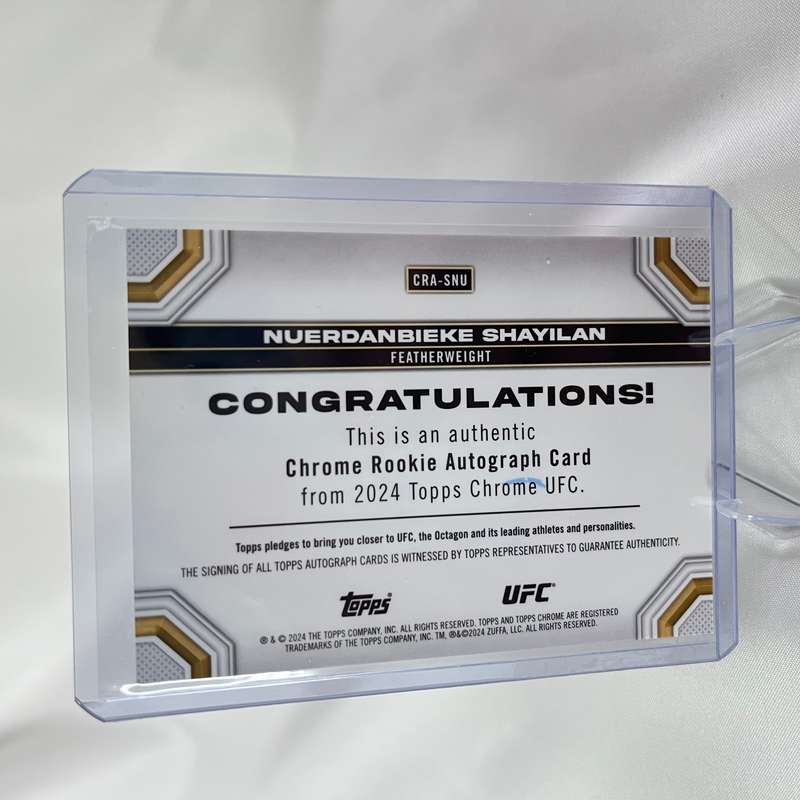 CRA-SNU
NUERDANBIEKE SHAYILAN
FEATHERWEIGHT
CONGRATULATIONS!
This is an authentic
Chrome Rookie Autograph Card
from 2024 Topps Chrome UFC.
Topps pledges to bring you closer to UFC, the Octagon and its leading athletes and personalities.
THE SIGNING OF ALL TOPPS AUTOGRAPH CARDS IS WITNESSED BY TOPPS REPRESENTATIVES TO GUARANTEE AUTHENTICITY.
topps UFC
® & © 2024 THE TOPPS COMPANY, INC. ALL RIGHTS RESERVED. TOPPS AND TOPPS CHROME ARE REGISTERED
TRADEMARKS OF THE TOPPS COMPANY, INC. TM, ®&©2024 ZUFFA, LLC. ALL RIGHTS RESERVED.